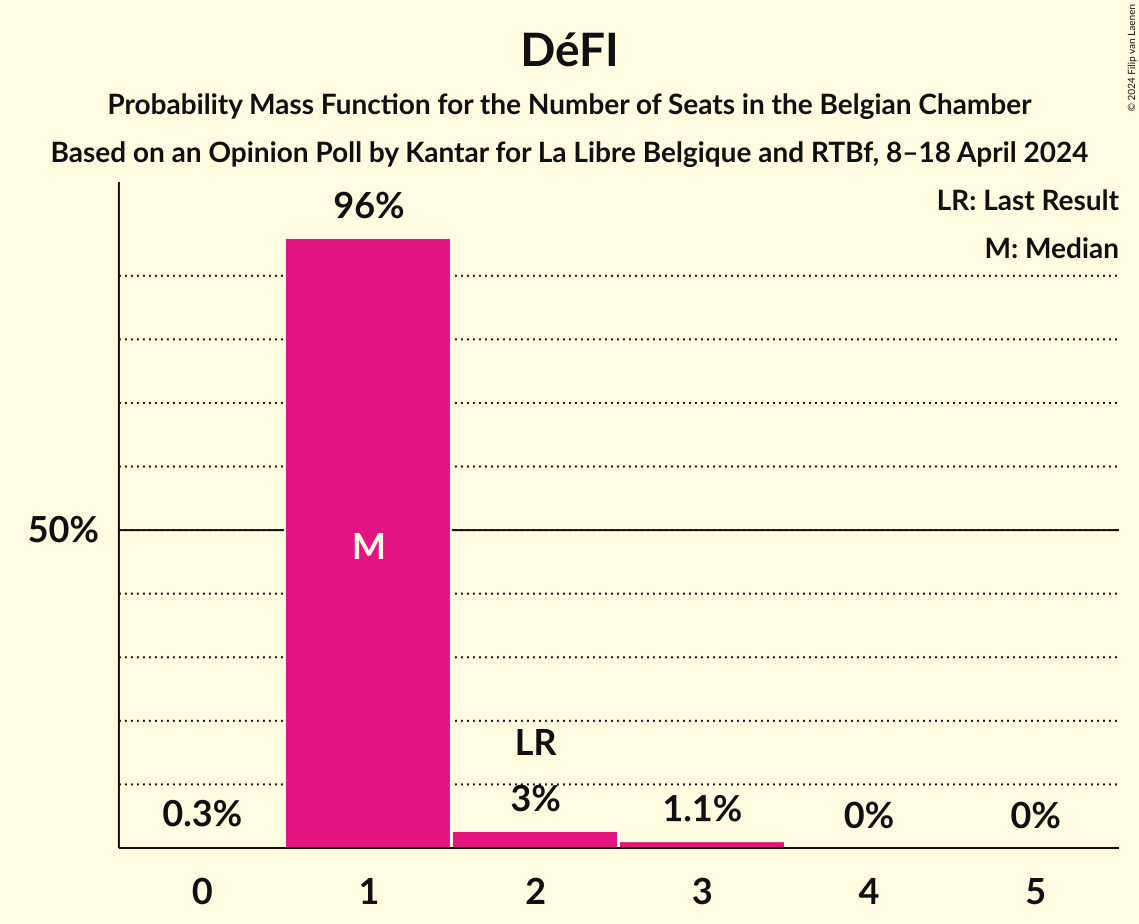 DéFI
Probability Mass Function for the Number of Seats in the Belgian Chamber
Based on an Opinion Poll by Kantar for La Libre Belgique and RTBf, 8–18 April 2024
© 2024 Filip van Laenen
LR: Last Result
M: Median
96%
50%
M
LR
0.3%
3%
1.1%
0%
0%
0
1
2
3
4
5